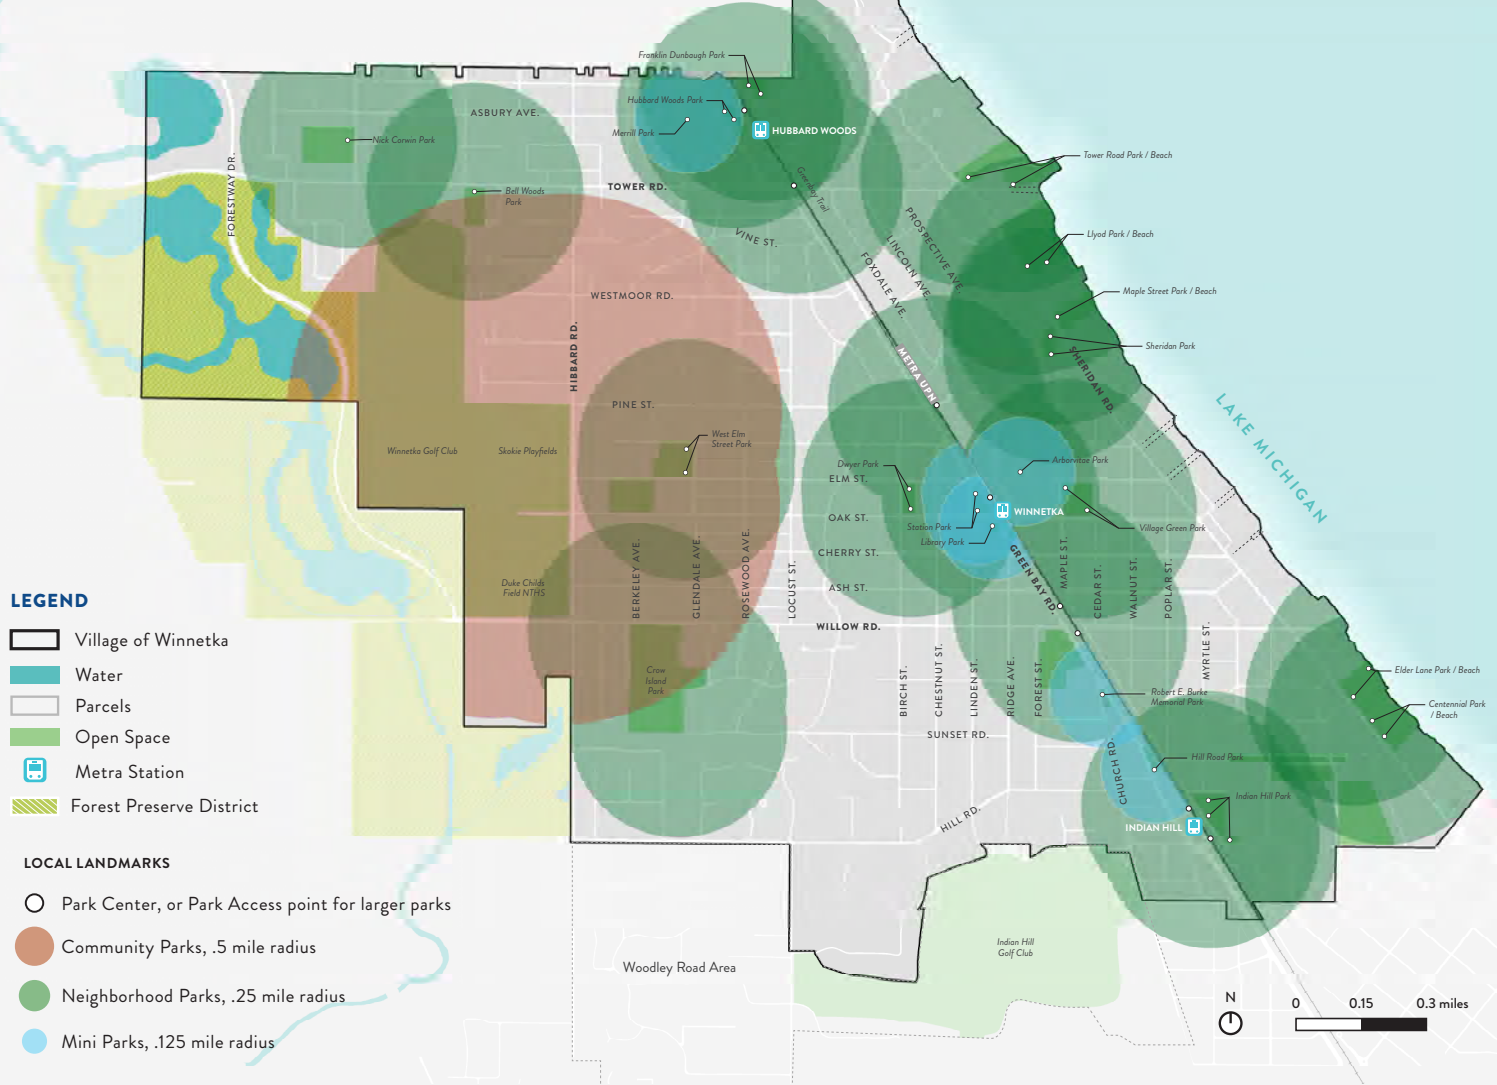 Franklin Dunbaugh Park
Hubbard Woods Park
Merrill Park
HUBBARD WOODS
ASBURY AVE.
Nick Corwin Park
Bell Woods
Park
TOWER RD.
FORESTWAY DR.
Greenbay Trail
Tower Road Park / Beach
VINE ST.
PROSPECTIVE AVE.
LINCOLN AVE.
FOXDALE AVE.
Llyod Park / Beach
WESTMOOR RD.
Maple Street Park / Beach
HIBBARD RD.
METRA UPN
Sheridan Park
SHERIDAN RD.
LAKE MICHIGAN
PINE ST.
West Elm
Street Park
Winnetka Golf Club
Skokie Playfields
Dwyer Park
ELM ST.
Arborvitae Park
OAK ST.
Station Park
WINNETKA
Village Green Park
Library Park
CHERRY ST.
GREEN BAY RD.
MAPLE ST.
CEDAR ST.
WALNUT ST.
POPLAR ST.
Duke Childs
Field NTHS
BERKELEY AVE.
GLENDALE AVE.
ROSEWOOD AVE.
LOCUST ST.
ASH ST.
WILLOW RD.
BIRCH ST.
CHESTNUT ST.
LINDEN ST.
RIDGE AVE.
FOREST ST.
MYRTLE ST.
Crow
Island
Park
Elder Lane Park / Beach
Robert E. Burke
Memorial Park
Centennial Park
/ Beach
SUNSET RD.
CHURCH RD.
Hill Road Park
Indian Hill Park
HILL RD.
INDIAN HILL
Indian Hill
Golf Club
Woodley Road Area
LEGEND
Village of Winnetka
Water
Parcels
Open Space
Metra Station
Forest Preserve District
LOCAL LANDMARKS
Park Center, or Park Access point for larger parks
Community Parks, .5 mile radius
Neighborhood Parks, .25 mile radius
Mini Parks, .125 mile radius
N
0 0.15 0.3 miles